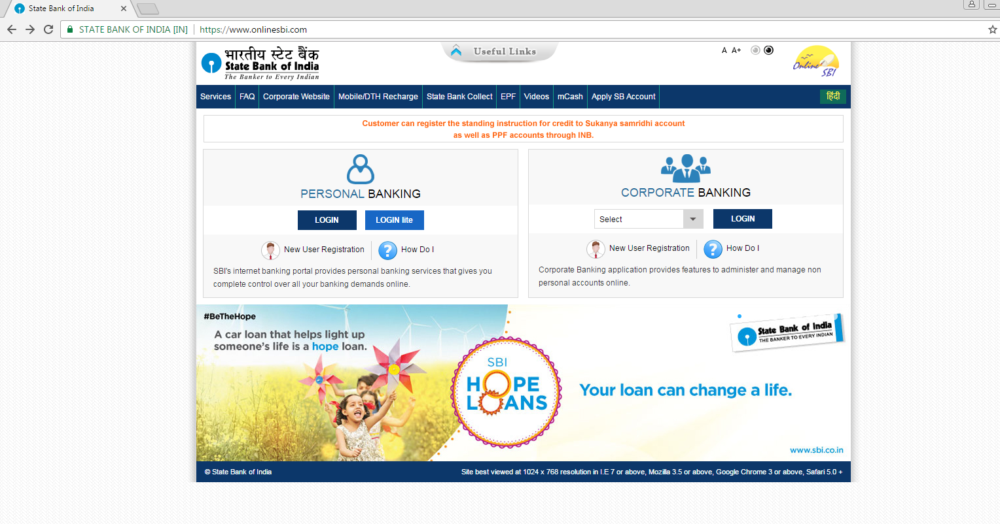 State Bank of India
STATE BANK OF INDIA [IN] https://www.onlinesbi.com
भारतीय स्टेट बैंक
State Bank of India
The Banker to Every Indian
Useful Links
A A+
Online SBI
Services FAQ Corporate Website Mobile/DTH Recharge State Bank Collect EPF Videos mCash Apply SB Account हिंदी
Customer can register the standing instruction for credit to Sukanya samridhi account
as well as PPF accounts through INB.
PERSONAL BANKING
LOGIN LOGIN lite
New User Registration How Do I
SBI's internet banking portal provides personal banking services that gives you
complete control over all your banking demands online.
CORPORATE BANKING
Select LOGIN
New User Registration How Do I
Corporate Banking application provides features to administer and manage non
personal accounts online.
#BeTheHope
A car loan that helps light up
someone's life is a hope loan.
SBI
HOPE
LOANS
Your loan can change a life.
State Bank of India
THE BANKER TO EVERY INDIAN
www.sbi.co.in
© State Bank of India Site best viewed at 1024 x 768 resolution in I.E 7 or above, Mozilla 3.5 or above, Google Chrome 3 or above, Safari 5.0 +